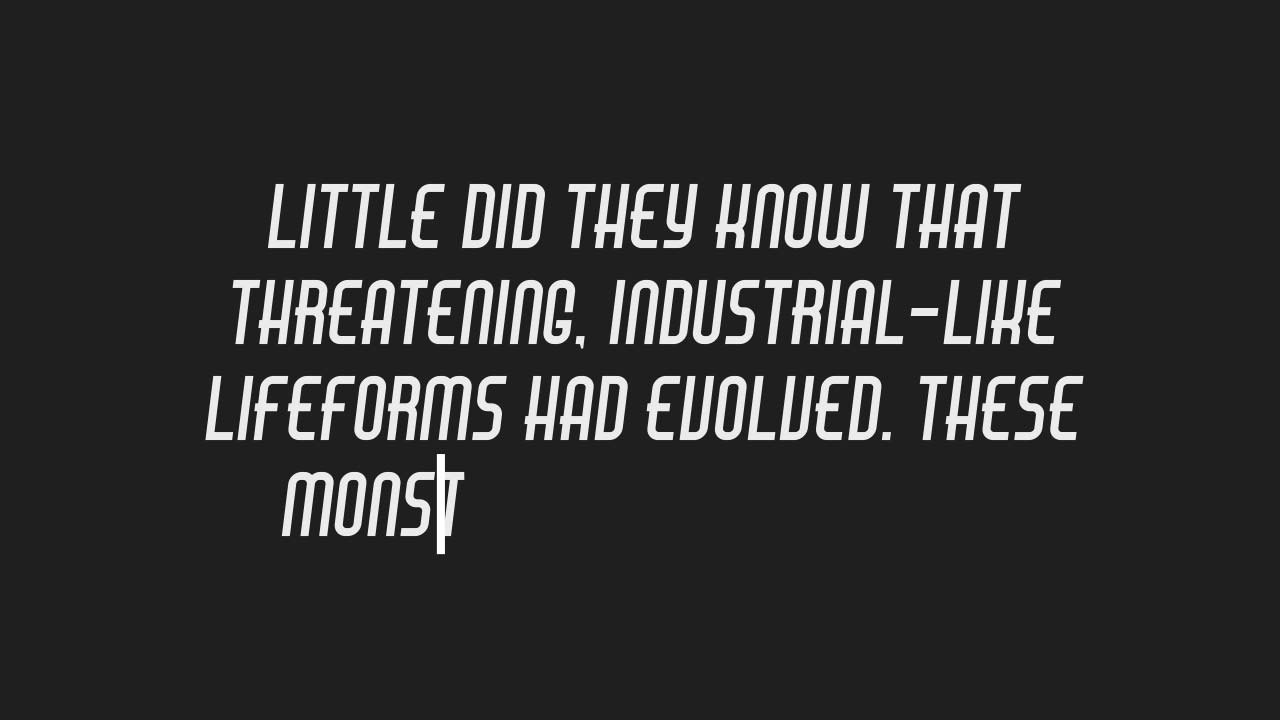 LITTLE DID THEY KNOW THAT
THREATENING, INDUSTRIAL-LIKE
LIFEFORMS HAD EVOLVED. THESE
MONST